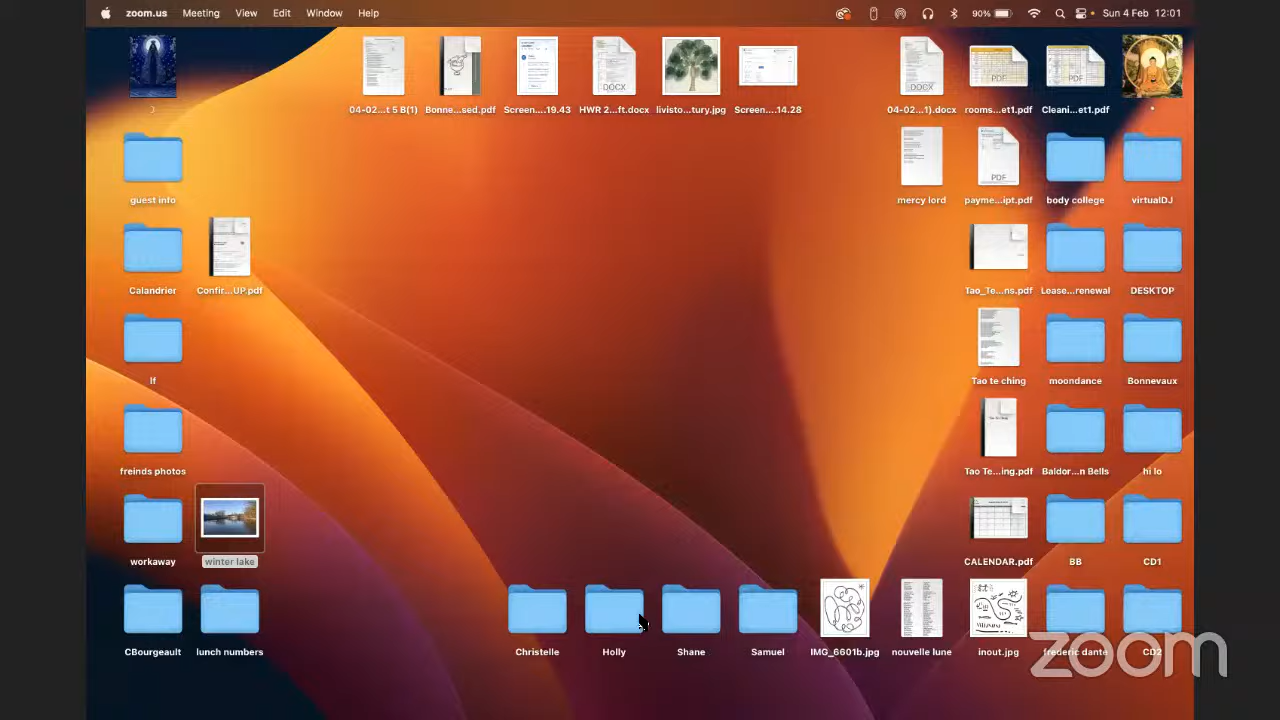 zoom.us Meeting View Edit Window Help 90% Sun 4 Feb 12:01
) 04-02...t 5 B(1) Bonne...sed.pdf Screen....19.43 HWR 2...ft.docx livisto...tury.jpg Screen....14.28 04-02...1).docx rooms...et1.pdf Cleani...et1.pdf
guest info mercy lord payme...ipt.pdf body college virtualDJ
Calandrier Confir...UP.pdf Tao_Te...ns.pdf Lease...renewal DESKTOP
lf Tao te ching moondance Bonnevaux
freinds photos Tao Te...ing.pdf Baldor...n Bells hi lo
workaway winter lake CALENDAR.pdf BB CD1
CBourgeault lunch numbers Christelle Holly Shane Samuel IMG_6601b.jpg nouvelle lune inout.jpg frederic dante CD2
DOCX
DOCX
PDF
PDF
PDF
zoom